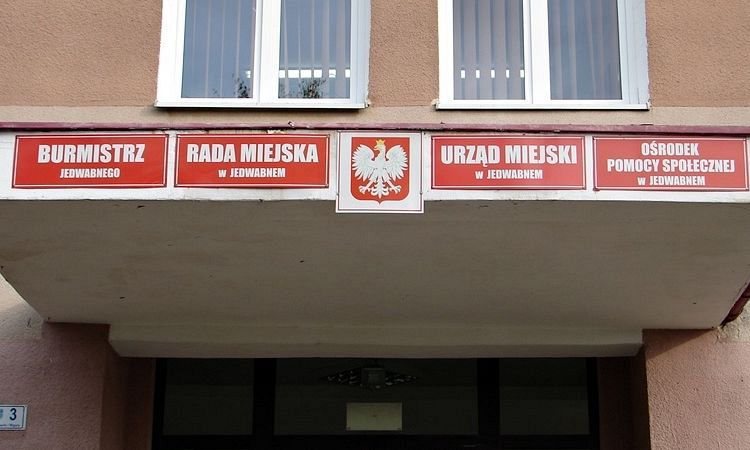 BURMISTRZ
JEDWABNEGO
RADA MIEJSKA
w JEDWABNEM
URZĄD MIEJSKI
w JEDWABNEM
OŚRODEK
POMOCY SPOŁECZNEJ
w JEDWABNEM
3